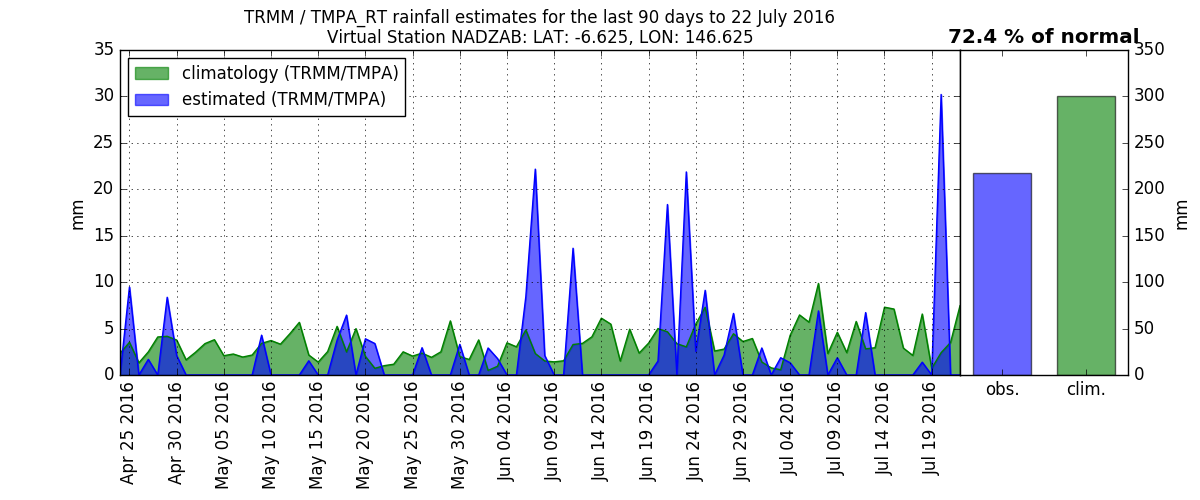 TRMM / TMPA_RT rainfall estimates for the last 90 days to 22 July 2016
Virtual Station NADZAB: LAT: -6.625, LON: 146.625
72.4 % of normal
climatology (TRMM/TMPA)
estimated (TRMM/TMPA)
35
30
25
20
15
10
5
0
mm
Apr 25 2016
Apr 30 2016
May 05 2016
May 10 2016
May 15 2016
May 20 2016
May 25 2016
May 30 2016
Jun 04 2016
Jun 09 2016
Jun 14 2016
Jun 19 2016
Jun 24 2016
Jun 29 2016
Jul 04 2016
Jul 09 2016
Jul 14 2016
Jul 19 2016
obs.
clim.
350
300
250
200
150
100
50
0
mm